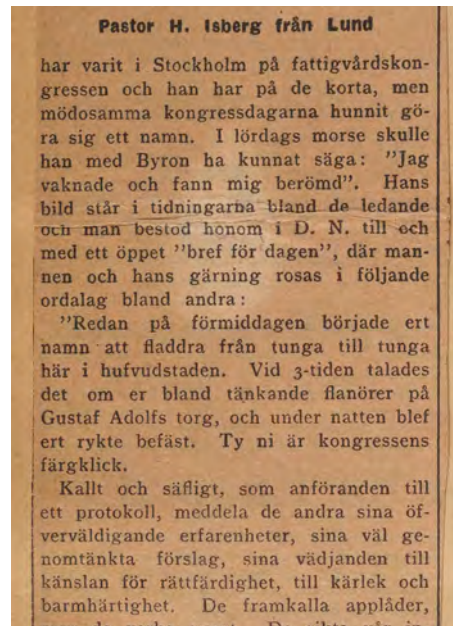 Pastor H. Isberg från Lund
har varit i Stockholm på fattigvårdskon-
gressen och han har på de korta, men
mödosamma kongressdagarna hunnit gö-
ra sig ett namn. I lördags morse skulle
han med Byron ha kunnat säga: ”Jag
vaknade och fann mig berömd”. Hans
bild står i tidningarna bland de ledande
och man bestod honom i D. N. till och
med ett öppet ”bref för dagen”, där man-
nen och hans gärning rosas i följande
ordalag bland andra:
”Redan på förmiddagen började ert
namn att fladdra från tunga till tunga
här i hufvudstaden. Vid 3-tiden talades
det om er bland tänkande flanörer på
Gustaf Adolfs torg, och under natten blef
ert rykte befäst. Ty ni är kongressens
färgklick.
Kallt och säfligt, som anföranden till
ett protokoll, meddela de andra sina öf-
verväldigande erfarenheter, sina väl ge-
nomtänkta förslag, sina vädjanden till
känslan för rättfärdighet, till kärlek och
barmhärtighet. De framkalla applåder,